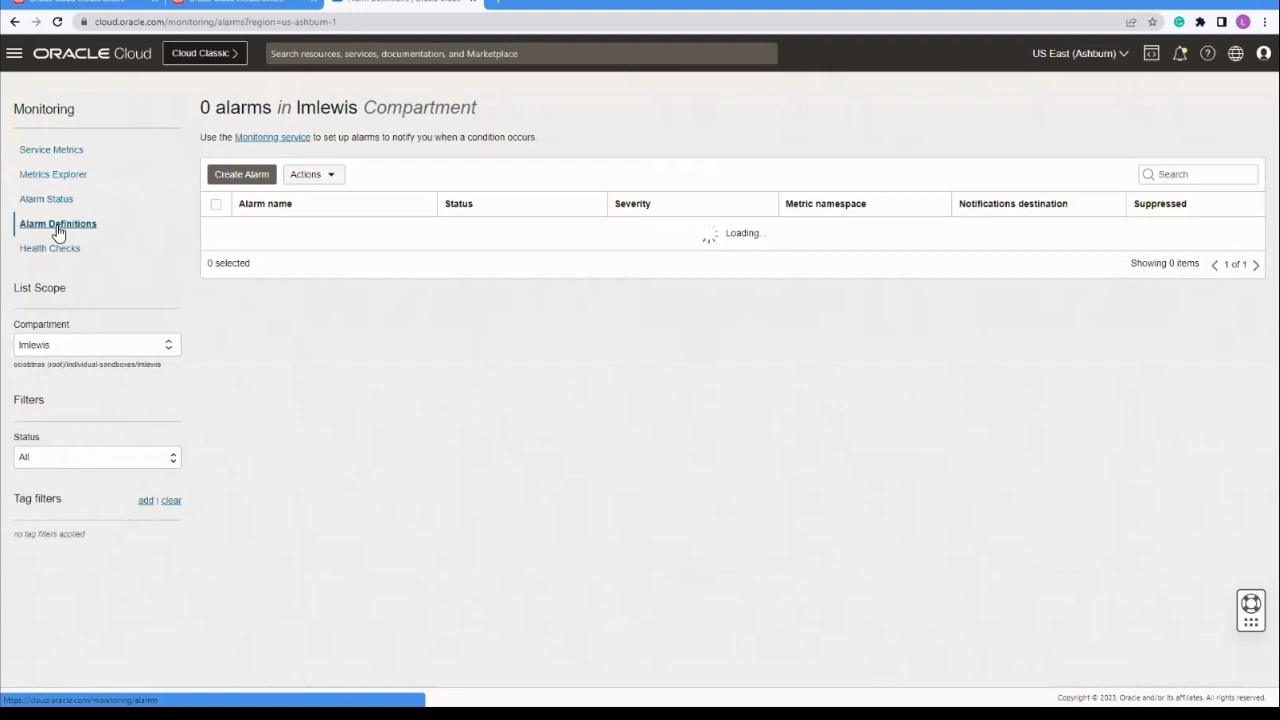 Alarm Definitions | Oracle Cloud
cloud.oracle.com/monitoring/alarms?region=us-ashburn-1
L
ORACLE Cloud
Cloud Classic >
Search resources, services, documentation, and Marketplace
US East (Ashburn)
Monitoring
Service Metrics
Metrics Explorer
Alarm Status
Alarm Definitions
Health Checks
List Scope
Compartment
lmlewis
ociobtnas (root)/individual-sandboxes/lmlewis
Filters
Status
All
Tag filters
add | clear
no tag filters applied
0 alarms in lmlewis Compartment
Use the Monitoring service to set up alarms to notify you when a condition occurs.
Create Alarm
Actions
Search
Alarm name
Status
Severity
Metric namespace
Notifications destination
Suppressed
Loading...
0 selected
Showing 0 items
1 of 1
https://cloud.oracle.com/monitoring/alarms
Copyright © 2023, Oracle and/or its affiliates. All rights reserved.